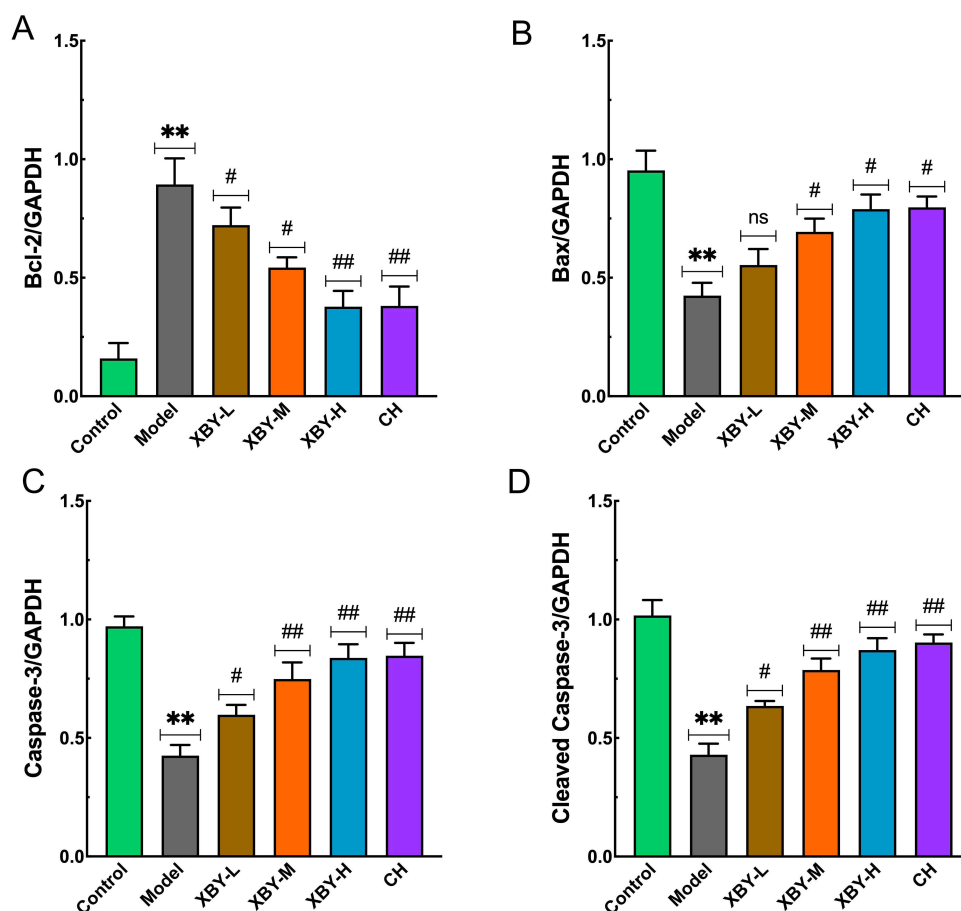 A
Bcl-2/GAPDH
1.5
1.0
0.5
0.0
**
#
#
##
##
Control
Model
XBY-L
XBY-M
XBY-H
CH
B
Bax/GAPDH
1.5
1.0
0.5
0.0
**
ns
#
#
#
Control
Model
XBY-L
XBY-M
XBY-H
CH
C
Caspase-3/GAPDH
1.5
1.0
0.5
0.0
**
#
##
##
##
Control
Model
XBY-L
XBY-M
XBY-H
CH
D
Cleaved Caspase-3/GAPDH
1.5
1.0
0.5
0.0
**
#
##
##
##
Control
Model
XBY-L
XBY-M
XBY-H
CH